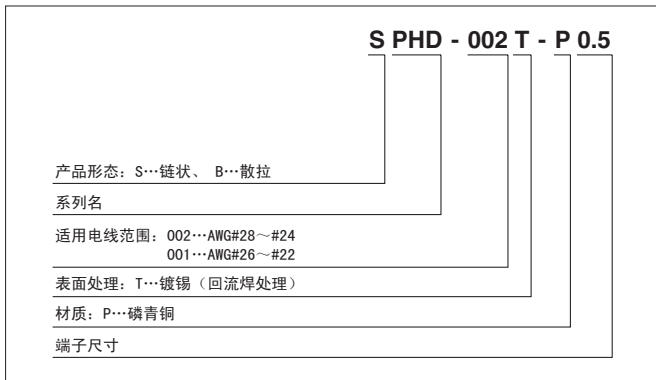 S PHD - 002 T - P 0.5
产品形态：S…链状、 B…散拉
系列名
适用电线范围：002…AWG#28～#24
001…AWG#26～#22
表面处理：T…镀锡（回流焊处理）
材质：P…磷青铜
端子尺寸